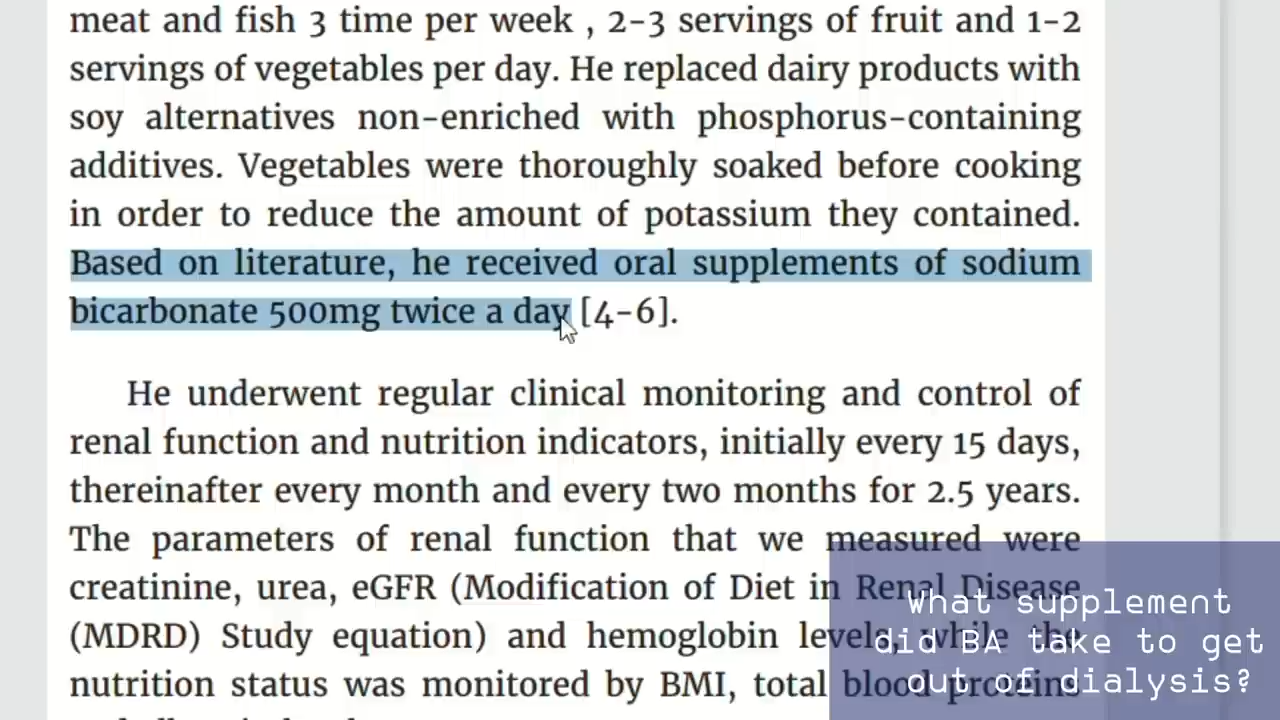 meat and fish 3 time per week , 2-3 servings of fruit and 1-2
servings of vegetables per day. He replaced dairy products with
soy alternatives non-enriched with phosphorus-containing
additives. Vegetables were thoroughly soaked before cooking
in order to reduce the amount of potassium they contained.
Based on literature, he received oral supplements of sodium
bicarbonate 500mg twice a day [4-6].
He underwent regular clinical monitoring and control of
renal function and nutrition indicators, initially every 15 days,
thereinafter every month and every two months for 2.5 years.
The parameters of renal function that we measured were
creatinine, urea, eGFR (Modification of Diet in Renal Disease
(MDRD) Study equation) and hemoglobin levels, while the
nutrition status was monitored by BMI, total blood proteins
What supplement
did BA take to get
out of dialysis?